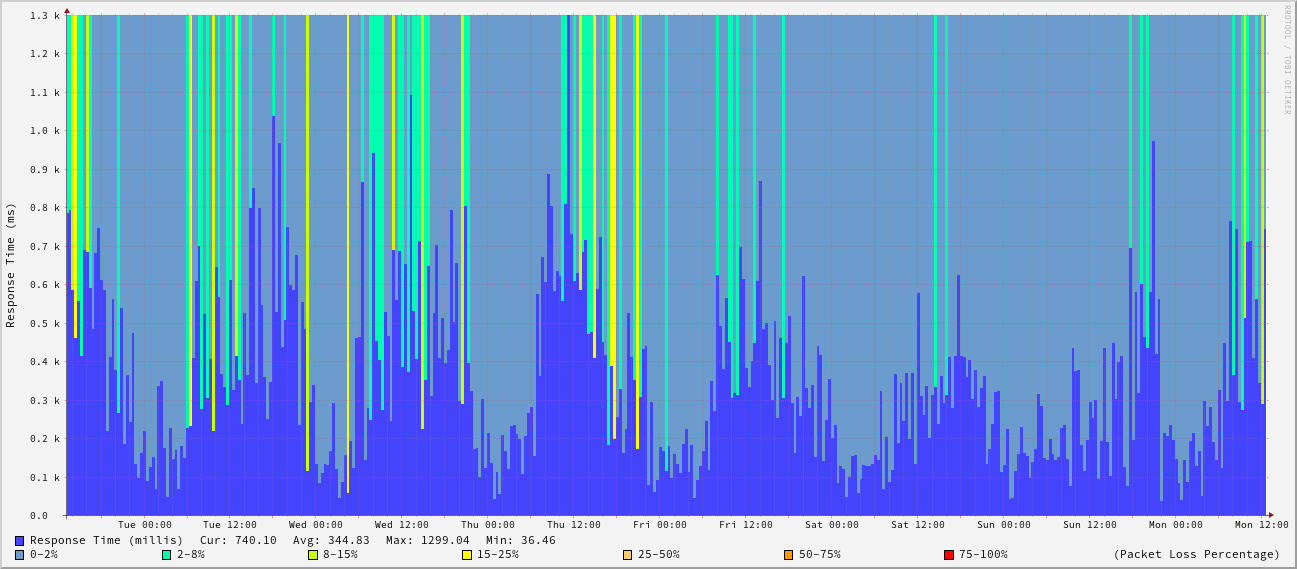 1.3 k
1.2 k
1.1 k
1.0 k
0.9 k
0.8 k
0.7 k
0.6 k
0.5 k
0.4 k
0.3 k
0.2 k
0.1 k
0.0
Response Time (ms)
RRDTOOL / TOBI OETIKER
Tue 00:00 Tue 12:00 Wed 00:00 Wed 12:00 Thu 00:00 Thu 12:00 Fri 00:00 Fri 12:00 Sat 00:00 Sat 12:00 Sun 00:00 Sun 12:00 Mon 00:00 Mon 12:00
Response Time (millis) Cur: 740.10 Avg: 344.83 Max: 1299.04 Min: 36.46
0-2% 2-8% 8-15% 15-25% 25-50% 50-75% 75-100% (Packet Loss Percentage)